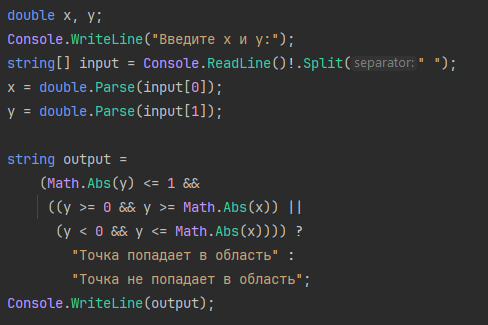 double x, y;
Console.WriteLine("Введите x и y:");
string[] input = Console.ReadLine()!.Split(separator:" ");
x = double.Parse(input[0]);
y = double.Parse(input[1]);
string output =
(Math.Abs(y) <= 1 &&
((y >= 0 && y >= Math.Abs(x)) ||
(y < 0 && y <= Math.Abs(x)))) ?
"Точка попадает в область" :
"Точка не попадает в область";
Console.WriteLine(output);